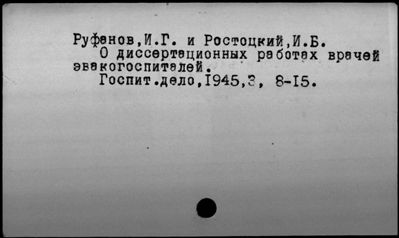 Руфанов,И.Г. и Ростоцкий,И.Б.
О диссертационных работах врачей
эвакогоспиталей.
Госпит.дело,1945,3, 8-15.